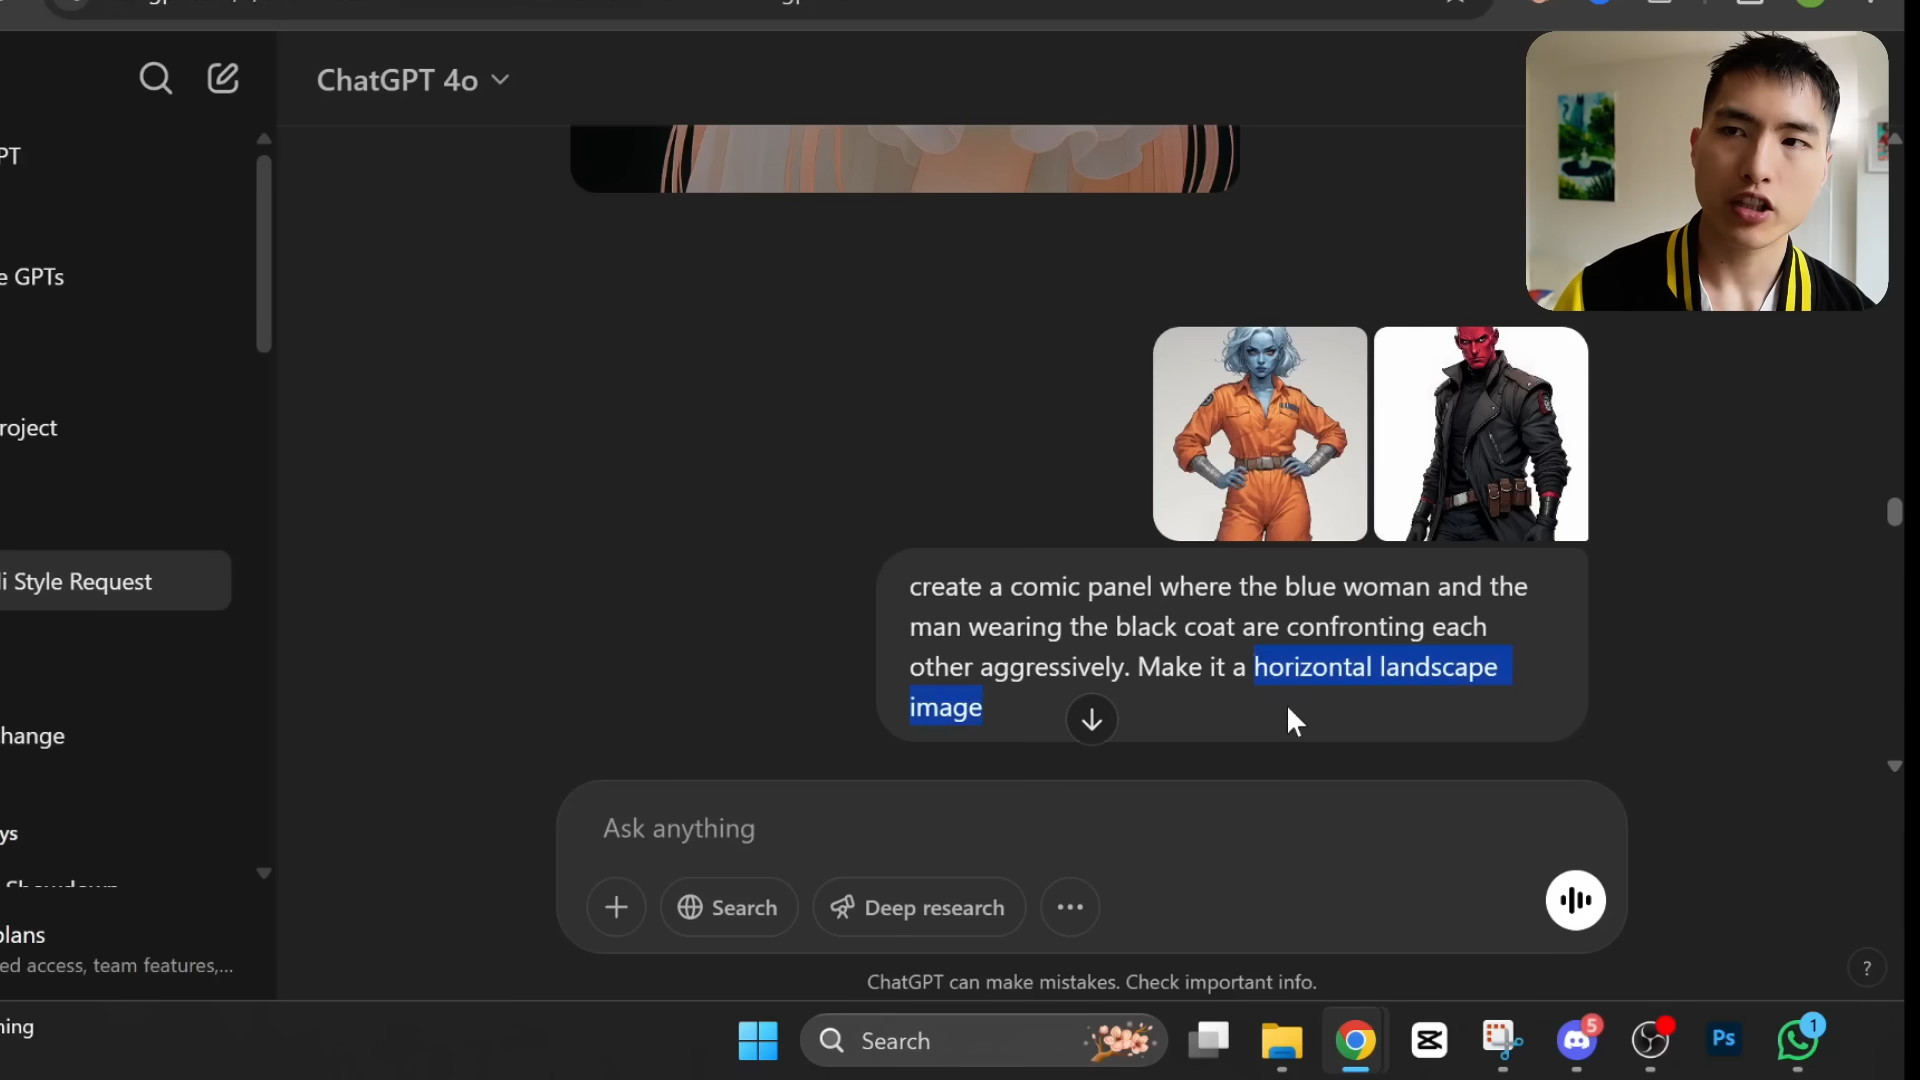 ChatGPT 4o
PT
e GPTs
roject
i Style Request
hange
ys
plans
ed access, team features,...
create a comic panel where the blue woman and the
man wearing the black coat are confronting each
other aggressively. Make it a horizontal landscape
image
Ask anything
Search
Deep research
ChatGPT can make mistakes. Check important info.
?
ning
Search
5
Ps
1